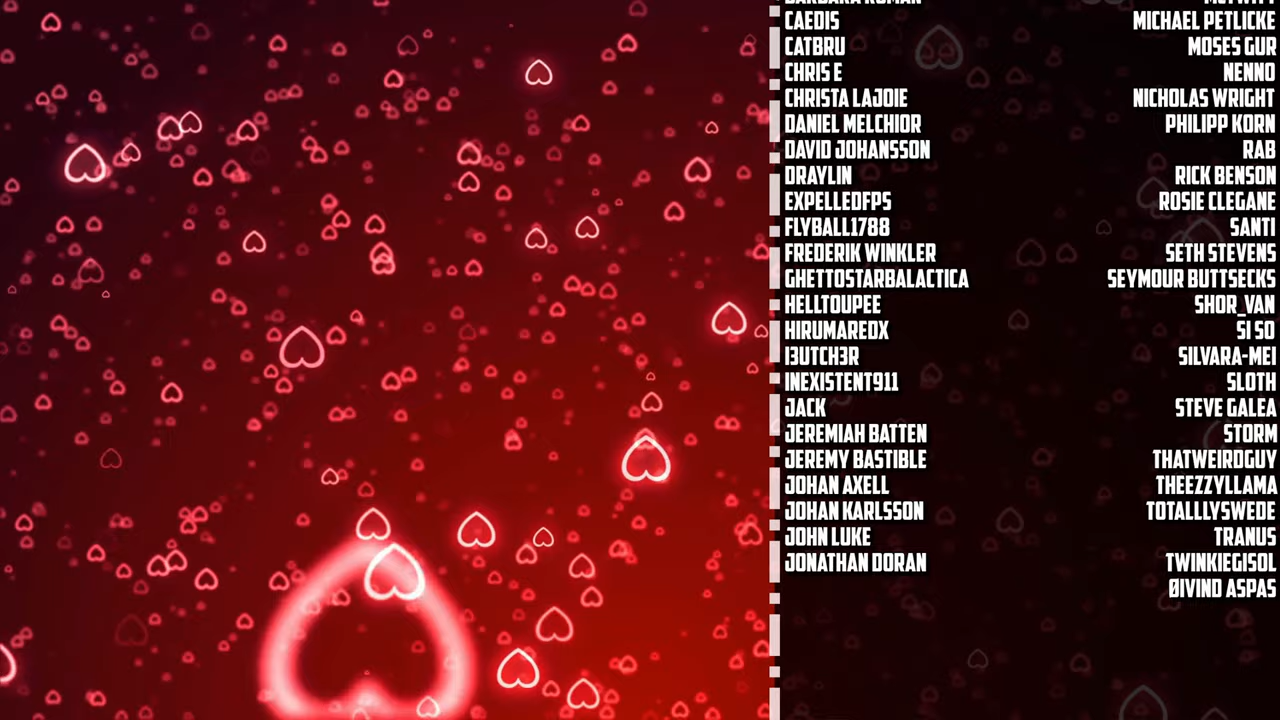 CAEDIS
CATBRU
CHRIS E
CHRISTA LAJOIE
DANIEL MELCHIOR
DAVID JOHANSSON
DRAYLIN
EXPELLEDFPS
FLYBALL1788
FREDERIK WINKLER
GHETTOSTARBALACTICA
HELLTOUPEE
HIRUMAREDX
I3UTCH3R
INEXISTENT911
JACK
JEREMIAH BATTEN
JEREMY BASTIBLE
JOHAN AXELL
JOHAN KARLSSON
JOHN LUKE
JONATHAN DORAN
MICHAEL PETLICKE
MOSES GUR
NENNO
NICHOLAS WRIGHT
PHILIPP KORN
RAB
RICK BENSON
ROSIE CLEGANE
SANTI
SETH STEVENS
SEYMOUR BUTTSECKS
SHOR_VAN
SI SO
SILVARA-MEI
SLOTH
STEVE GALEA
STORM
THATWEIRDGUY
THEEZZYLLAMA
TOTALLLYSWEDE
TRANUS
TWINKIEGISOL
ØIVIND ASPAS